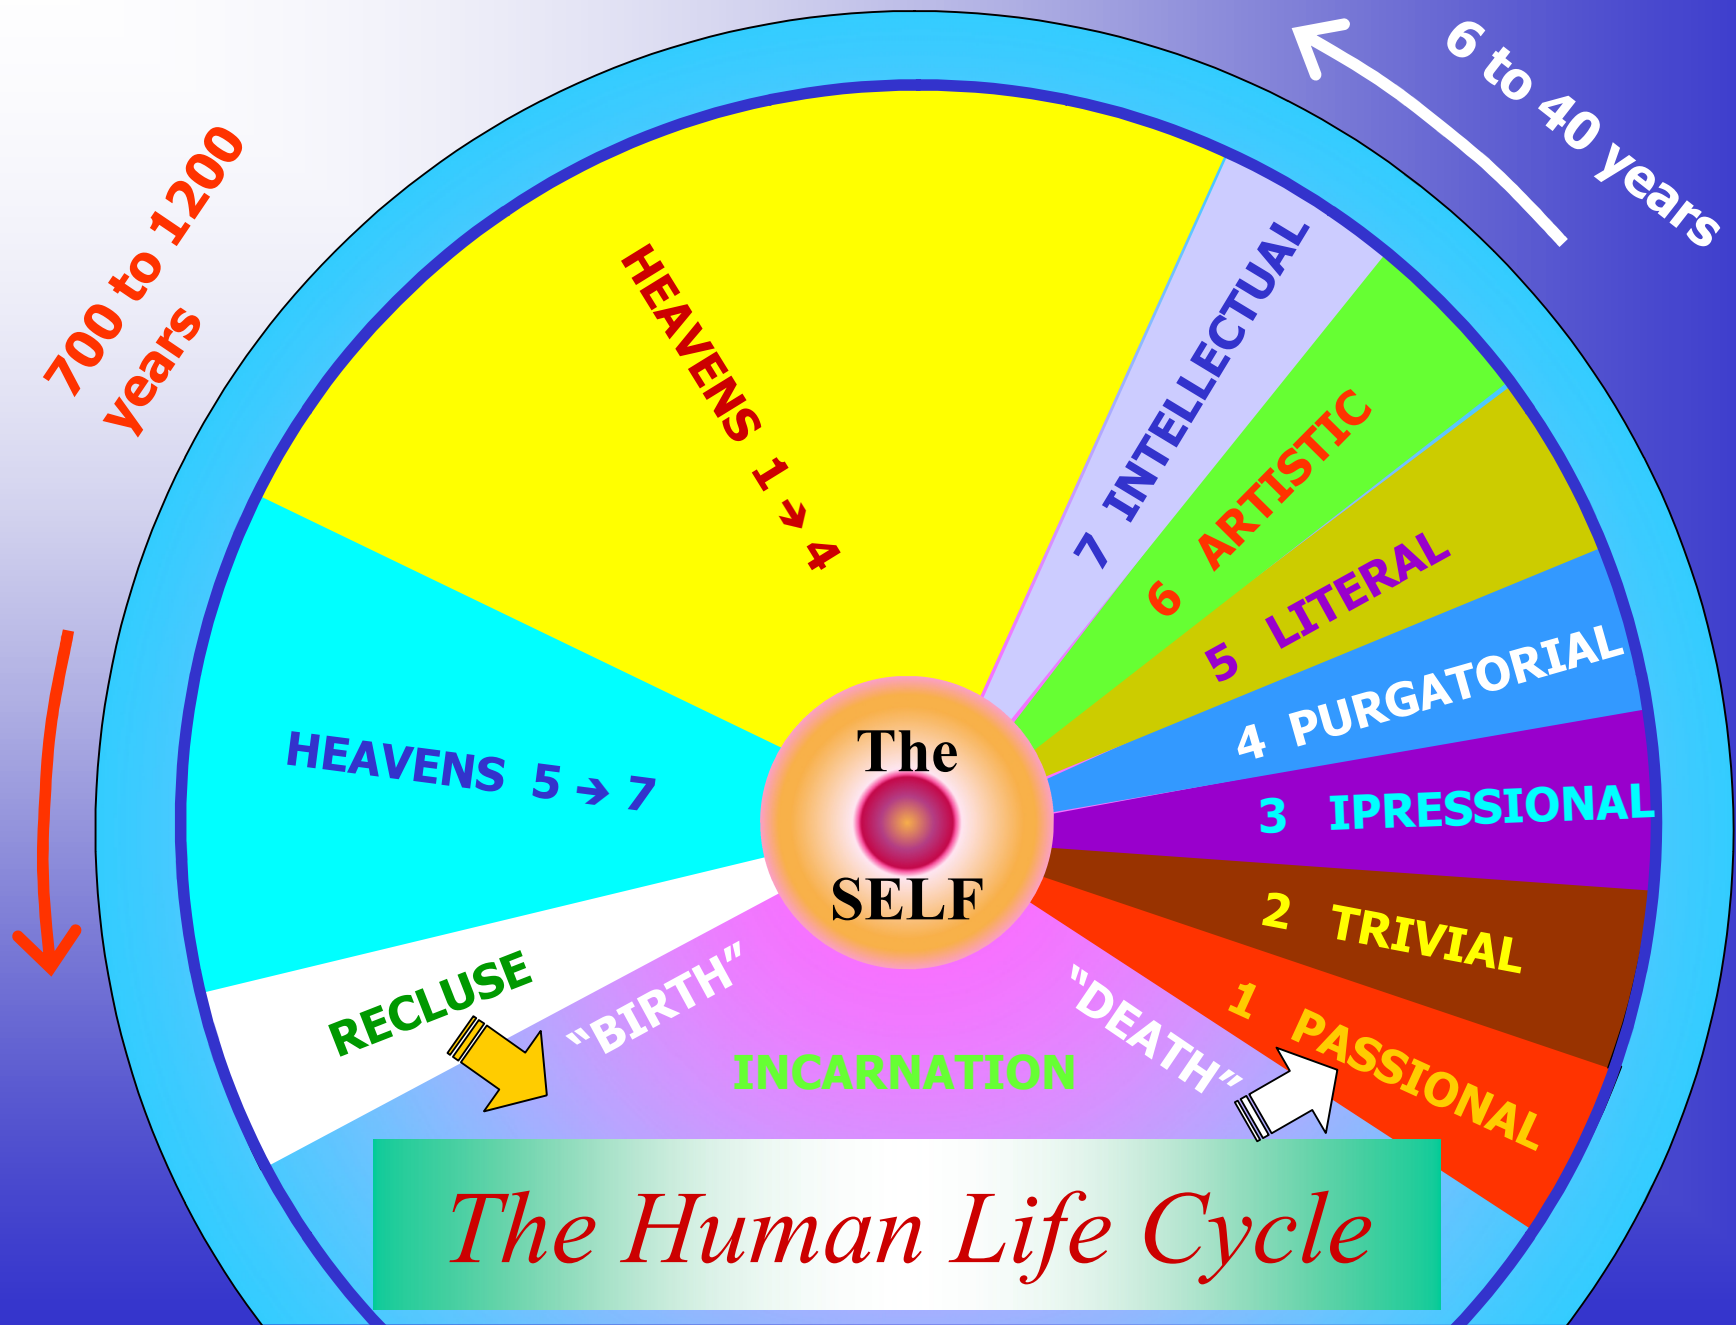 6 to 40 years
700 to 1200
years
HEAVENS 1 ➔ 4
7 INTELLECTUAL
6 ARTISTIC
5 LITERAL
4 PURGATORIAL
3 IPRESSIONAL
2 TRIVIAL
1 PASSIONAL
HEAVENS 5 ➔ 7
RECLUSE
The
SELF
“BIRTH”
“DEATH”
INCARNATION
The Human Life Cycle